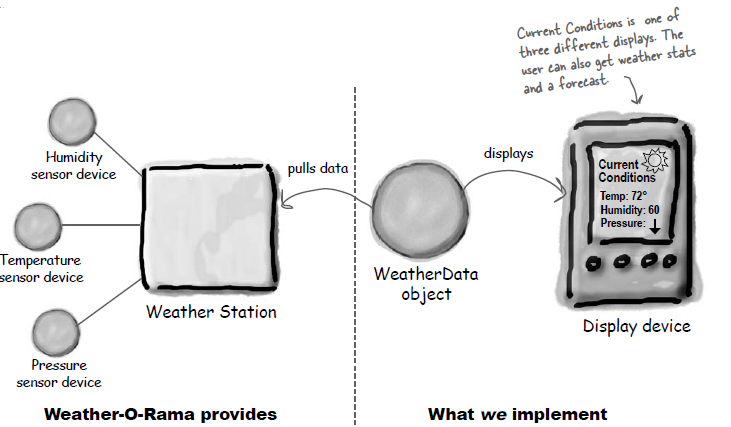 Current Conditions is one of
three different displays. The
user can also get weather stats
and a forecast.
Humidity
sensor device
pulls data
displays
Current
Conditions
Temp: 72°
Humidity: 60
Pressure:
Temperature
sensor device
WeatherData
object
Weather Station
Display device
Pressure
sensor device
Weather-O-Rama provides
What we implement